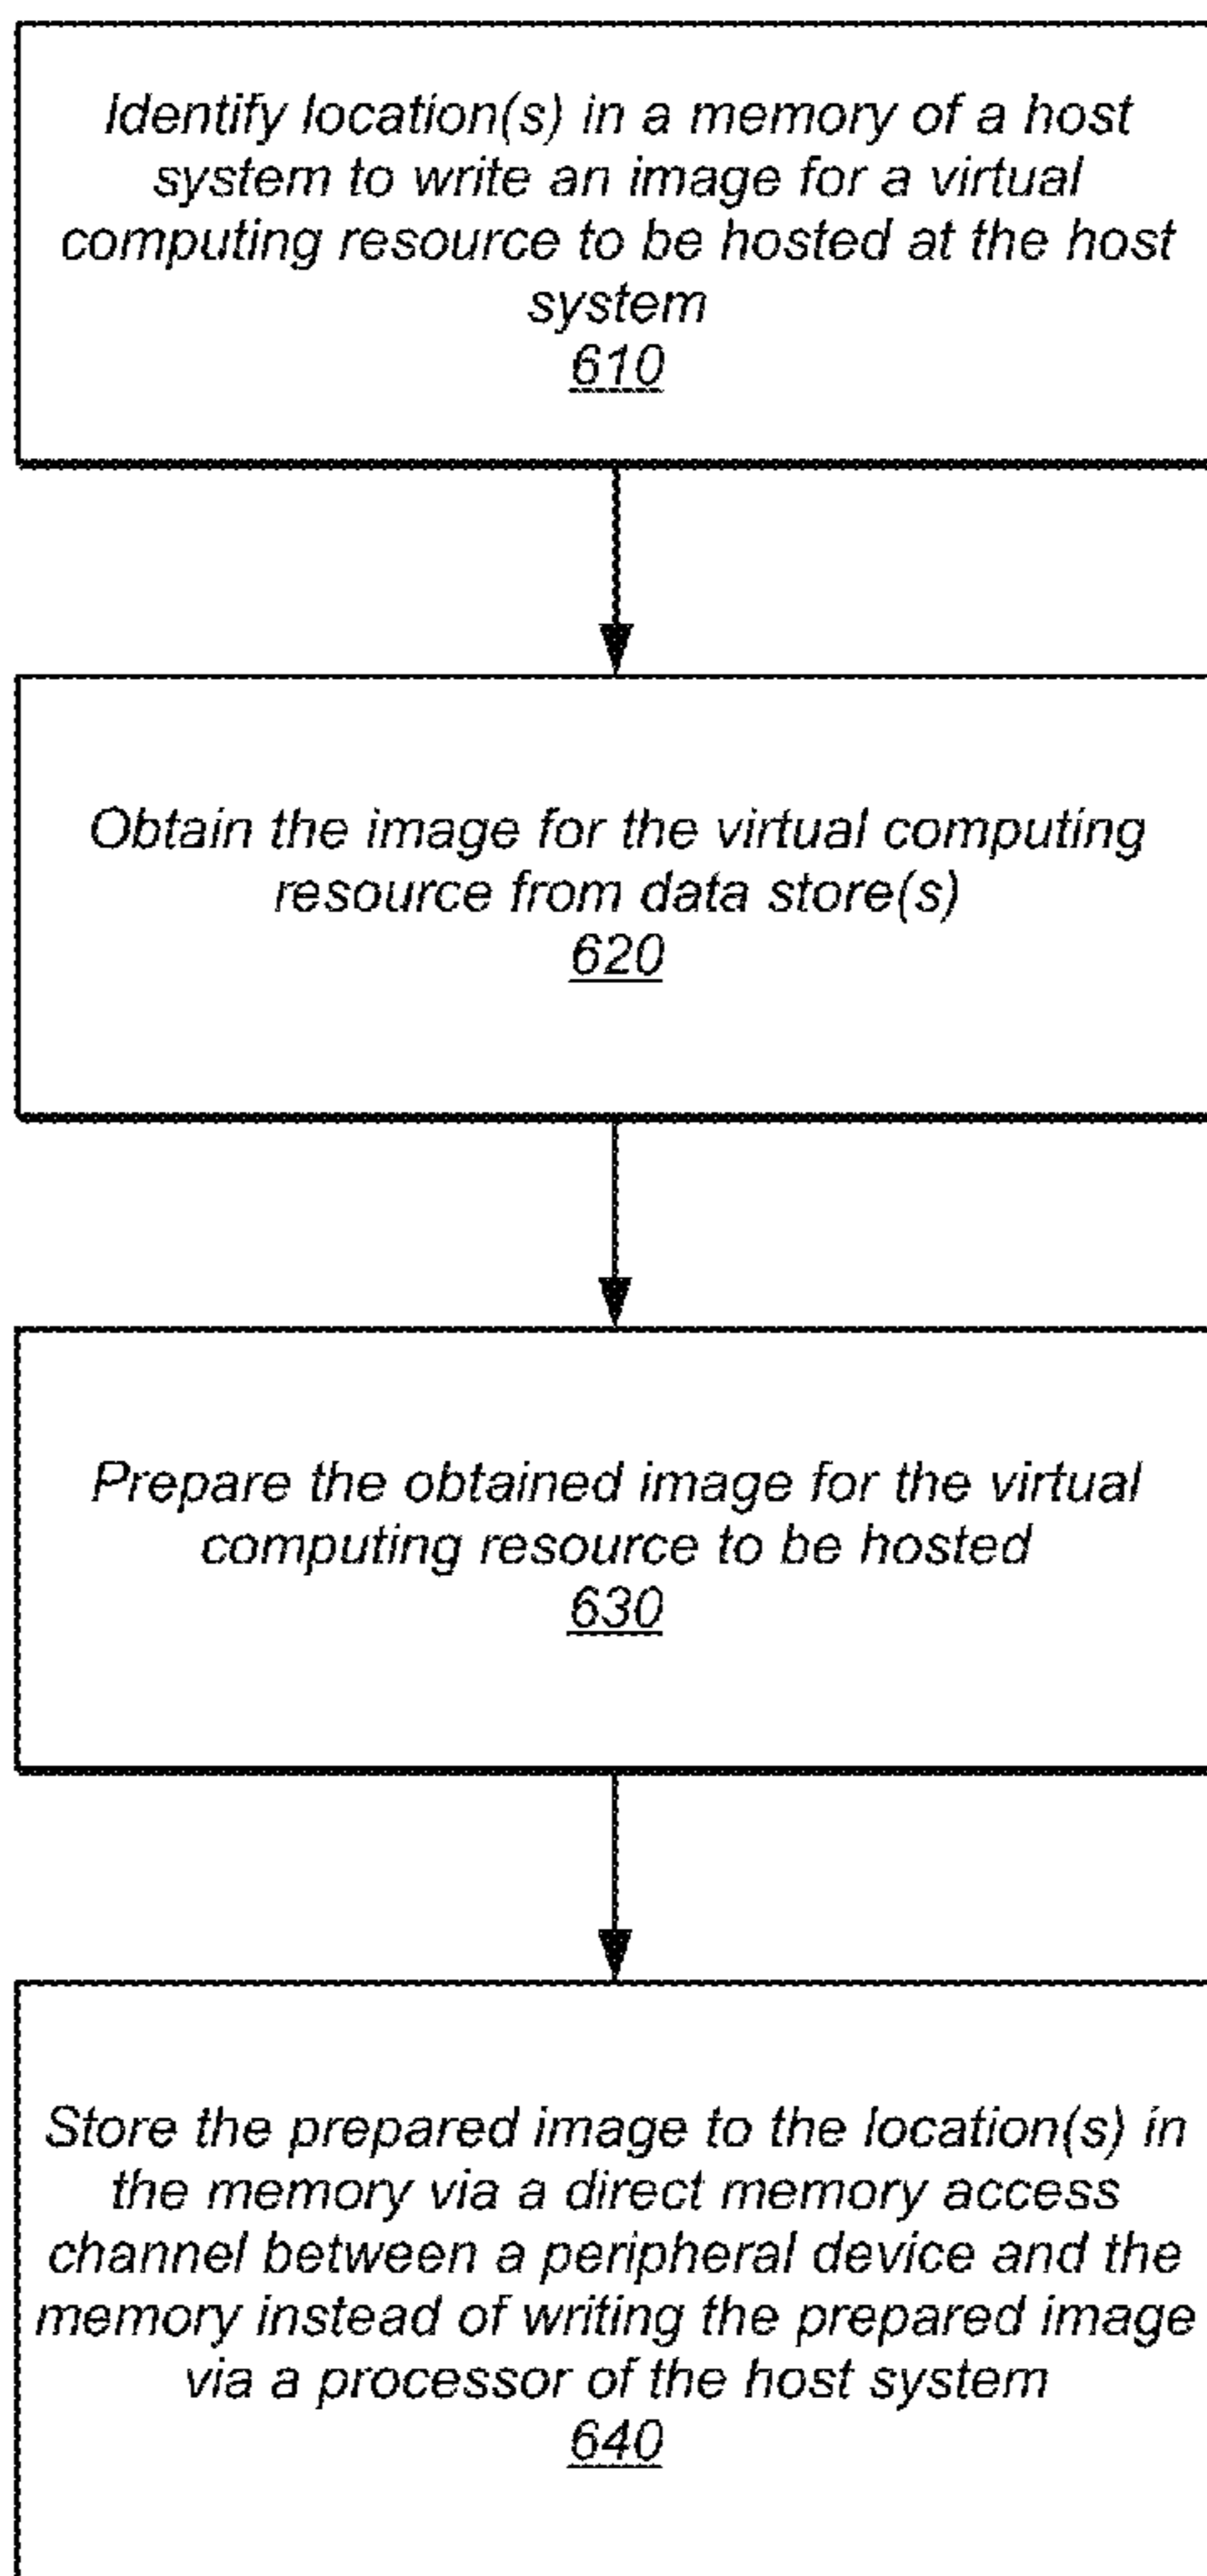 Identify location(s) in a memory of a host
system to write an image for a virtual
computing resource to be hosted at the host
system
610
Obtain the image for the virtual computing
resource from data store(s)
620
Prepare the obtained image for the virtual
computing resource to be hosted
630
Store the prepared image to the location(s) in
the memory via a direct memory access
channel between a peripheral device and the
memory instead of writing the prepared image
via a processor of the host system
640